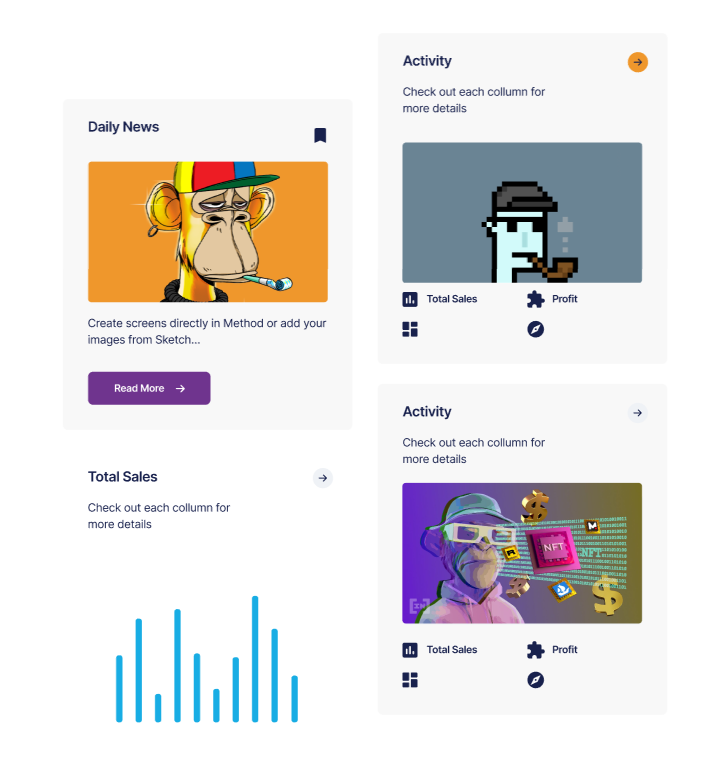 Daily News
Create screens directly in Method or add your
images from Sketch...
Read More
Total Sales
Check out each collumn for
more details
Activity
Check out each collumn for
more details
Total Sales
Profit
Activity
Check out each collumn for
more details
NFT
NFT
Total Sales
Profit